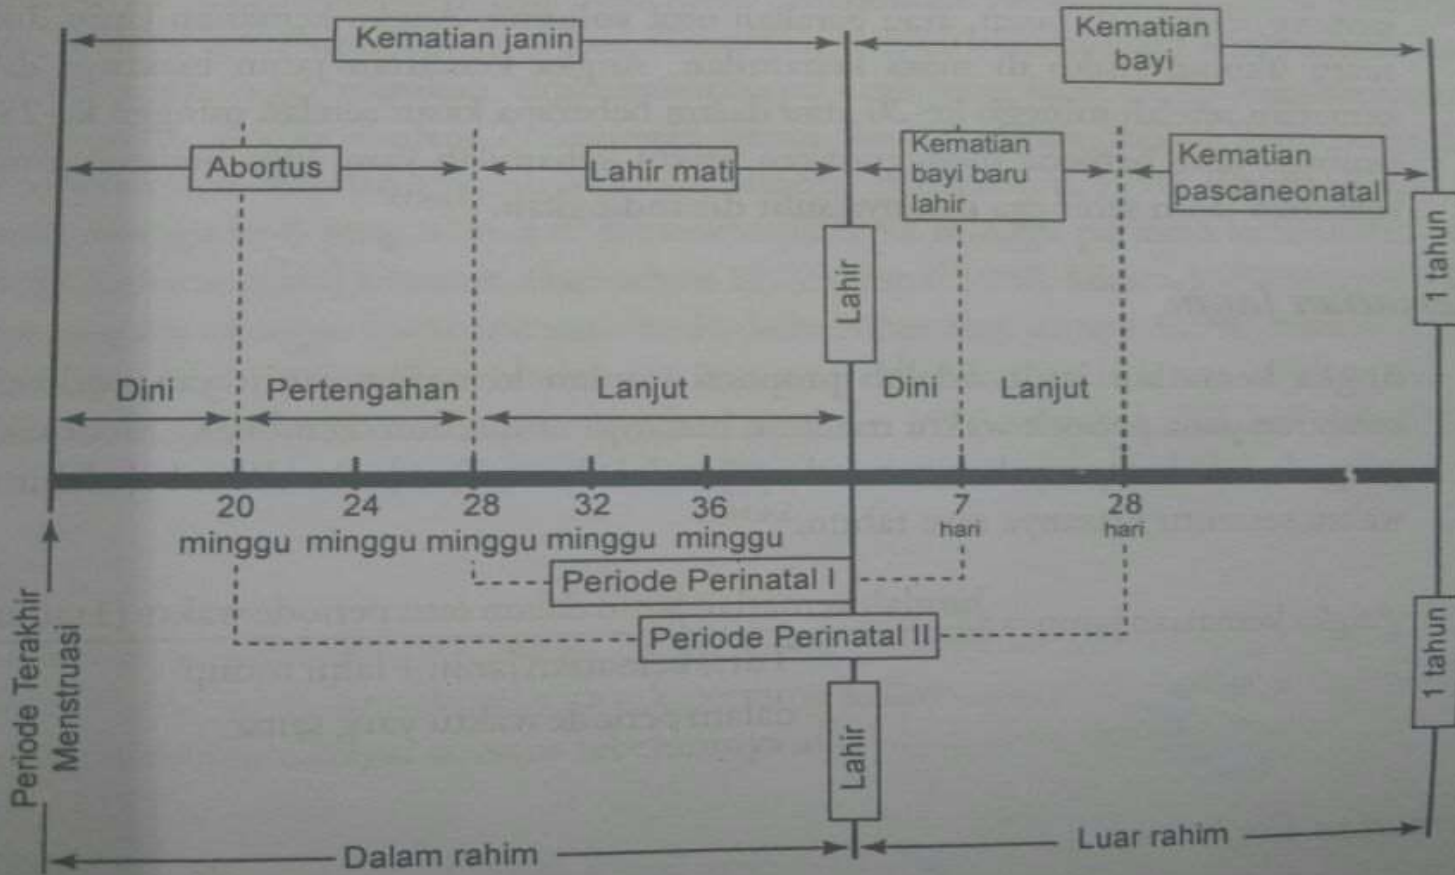 Kematian janin
Kematian
bayi
Abortus
Lahir mati
Kematian
bayi baru
lahir
Kematian
pascaneonatal
Lahir
1 tahun
Dini
Pertengahan
Lanjut
Dini
Lanjut
20
minggu
24
minggu
28
minggu
32
minggu
36
minggu
7
hari
28
hari
Periode Perinatal I
Periode Perinatal II
Periode Terakhir
Menstruasi
Lahir
1 tahun
Dalam rahim
Luar rahim